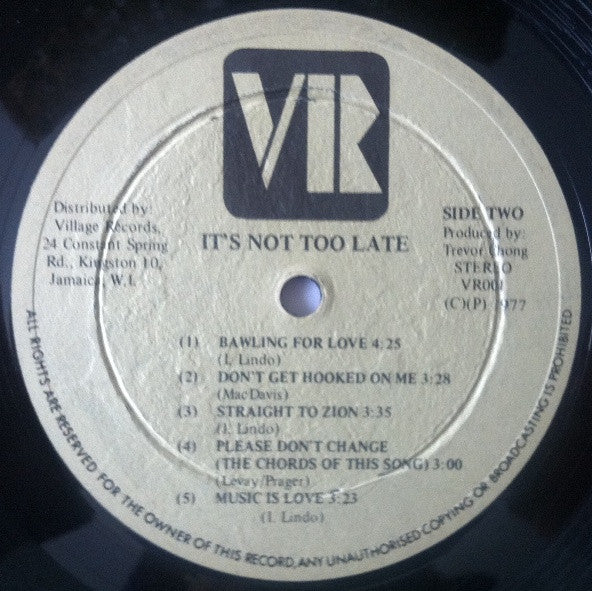 VR
Distributed by:
Village Records,
24 Constant Spring
Rd., Kingston 10,
Jamaica, W.I.
SIDE TWO
Produced by:
Trevor Chong
STEREO
VR001
(C)(P) 1977
IT'S NOT TOO LATE
(1) BAWLING FOR LOVE 4:25
(I. Lindo)
(2) DON'T GET HOOKED ON ME 3:28
(Mac Davis)
(3) STRAIGHT TO ZION 3:35
(I. Lindo)
(4) PLEASE DON'T CHANGE
(THE CHORDS OF THIS SONG) 3:00
(Levay/Prager)
(5) MUSIC IS LOVE 3:23
(I. Lindo)
ALL RIGHTS ARE RESERVED FOR THE OWNER OF THIS RECORD, ANY UNAUTHORISED COPYING OR BROADCASTING IS PROHIBITED